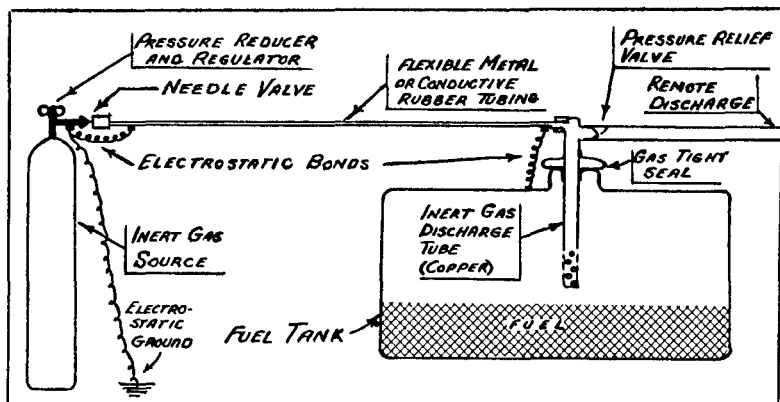 PRESSURE REDUCER
AND REGULATOR
NEEDLE VALVE
FLEXIBLE METAL
OR CONDUCTIVE
RUBBER TUBING
PRESSURE RELIEF
VALVE
REMOTE
DISCHARGE
ELECTROSTATIC BONDS
GAS TIGHT
SEAL
INERT GAS
SOURCE
INERT GAS
DISCHARGE
TUBE
(COPPER)
ELECTRO-
STATIC
GROUND
FUEL TANK
FUEL